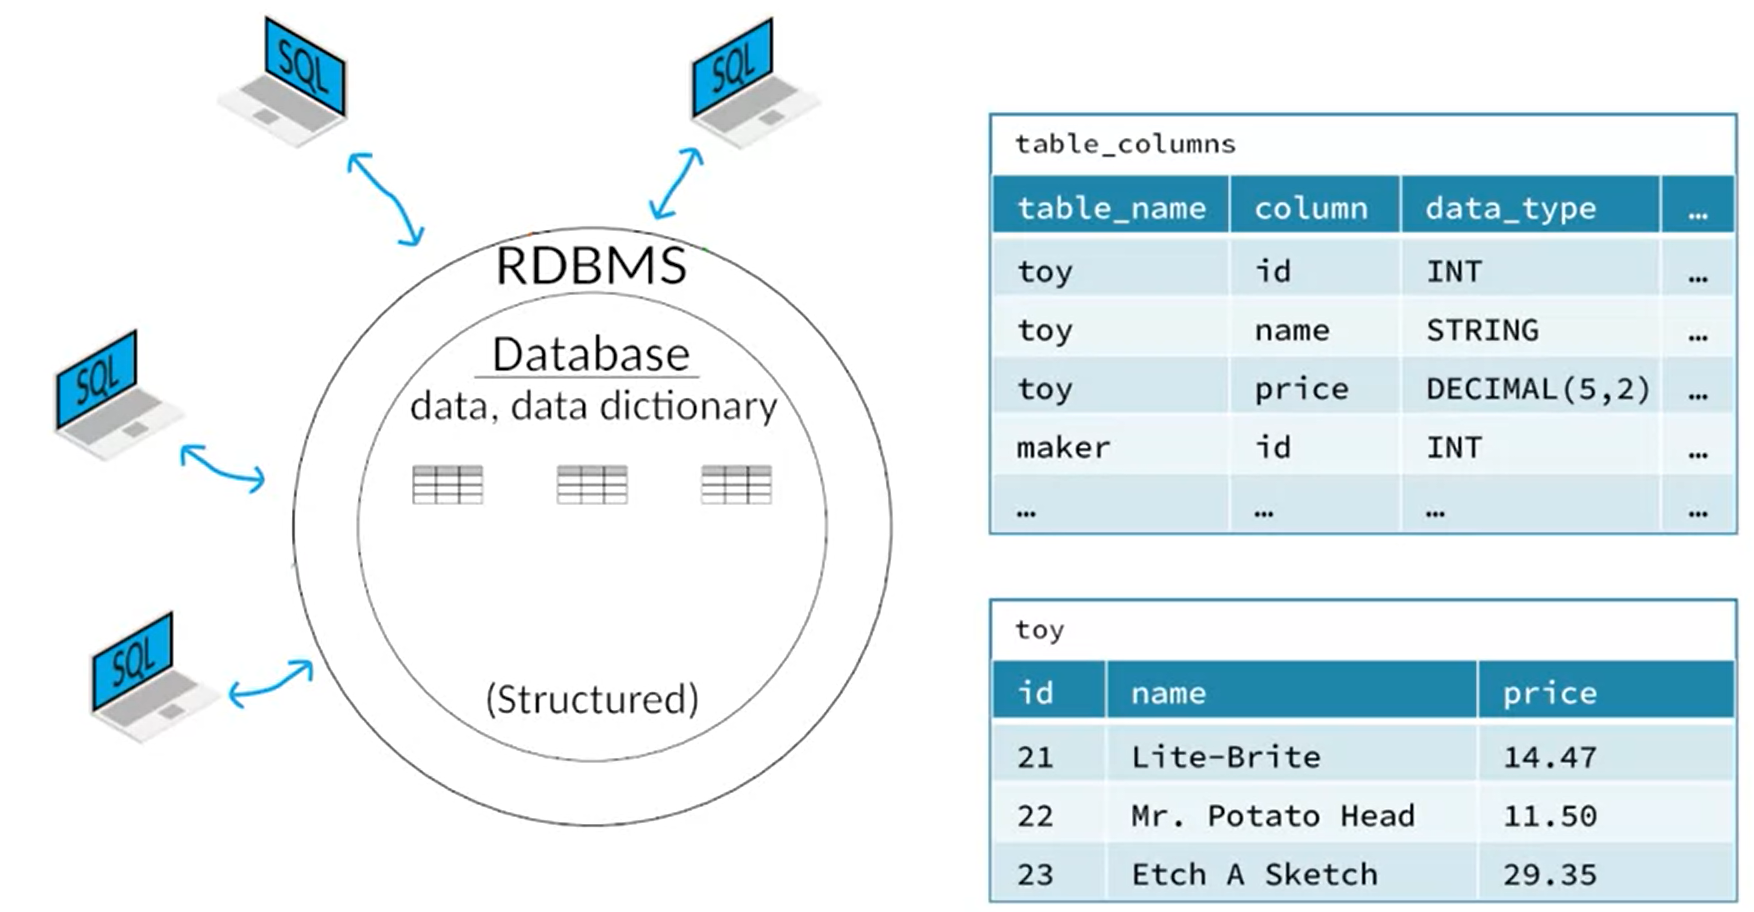 SQL
SQL
SQL
SQL
RDBMS
Database
data, data dictionary
(Structured)
table_columns
table_name column data_type …
toy id INT …
toy name STRING …
toy price DECIMAL(5,2) …
maker id INT …
… … … …
toy
id name price
21 Lite-Brite 14.47
22 Mr. Potato Head 11.50
23 Etch A Sketch 29.35